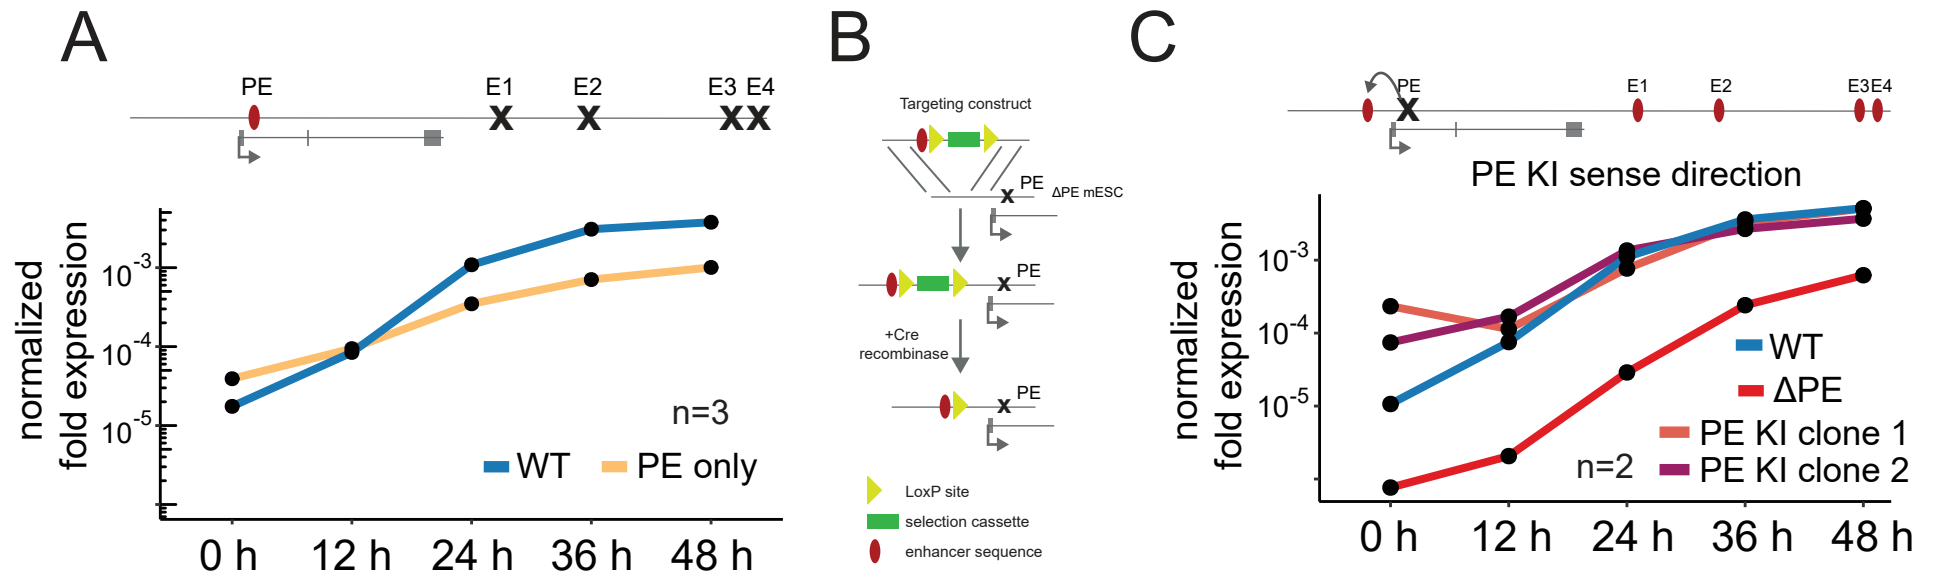 A
PE
E1
E2
E3 E4
normalized
fold expression
10-3
10-4
10-5
n=3
WT
PE only
0 h
12 h
24 h
36 h
48 h
B
Targeting construct
PE
ΔPE mESC
PE
+Cre
recombinase
PE
LoxP site
selection cassette
enhancer sequence
C
PE
E1
E2
E3E4
PE KI sense direction
normalized
fold expression
10-3
10-4
10-5
WT
ΔPE
PE KI clone 1
PE KI clone 2
n=2
0 h
12 h
24 h
36 h
48 h